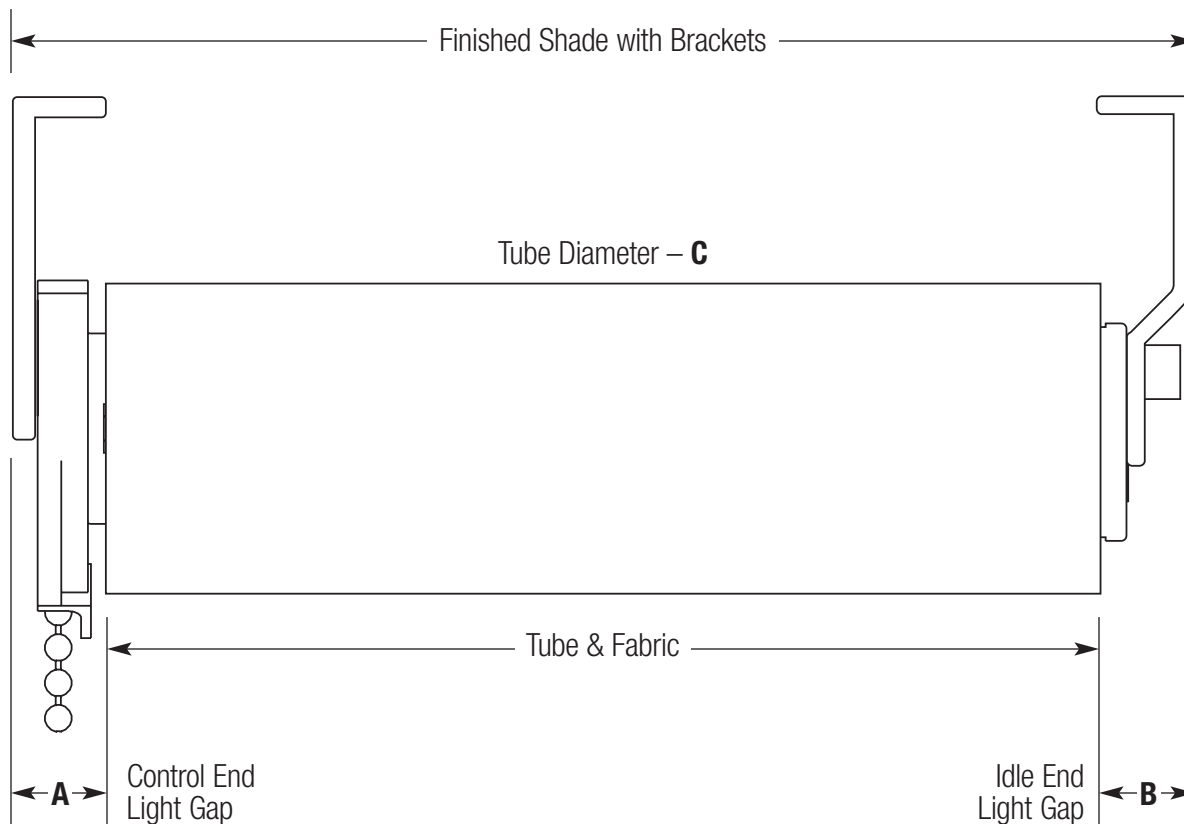 Finished Shade with Brackets
Tube Diameter – C
Tube & Fabric
A
Control End
Light Gap
Idle End
Light Gap
B